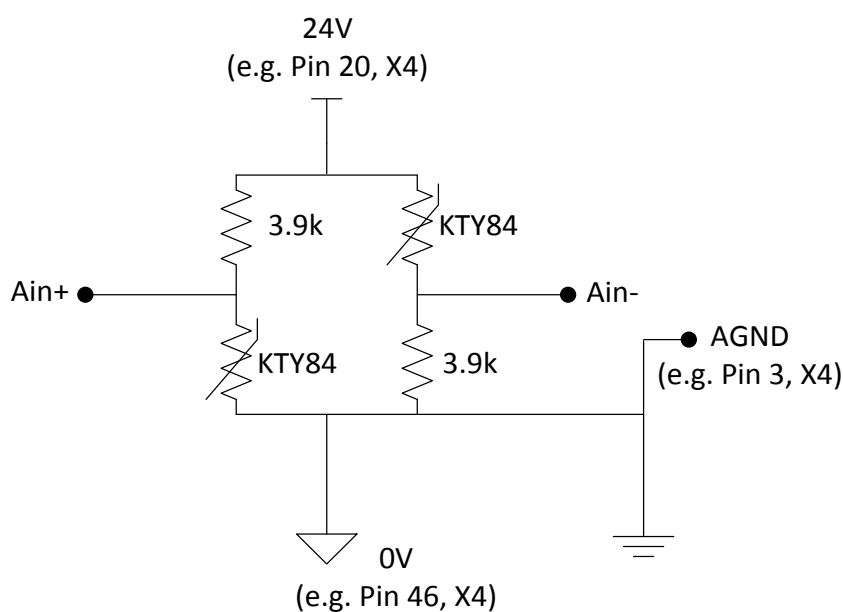 24V
(e.g. Pin 20, X4)
3.9k
KTY84
Ain+
Ain-
AGND
(e.g. Pin 3, X4)
KTY84
3.9k
0V
(e.g. Pin 46, X4)